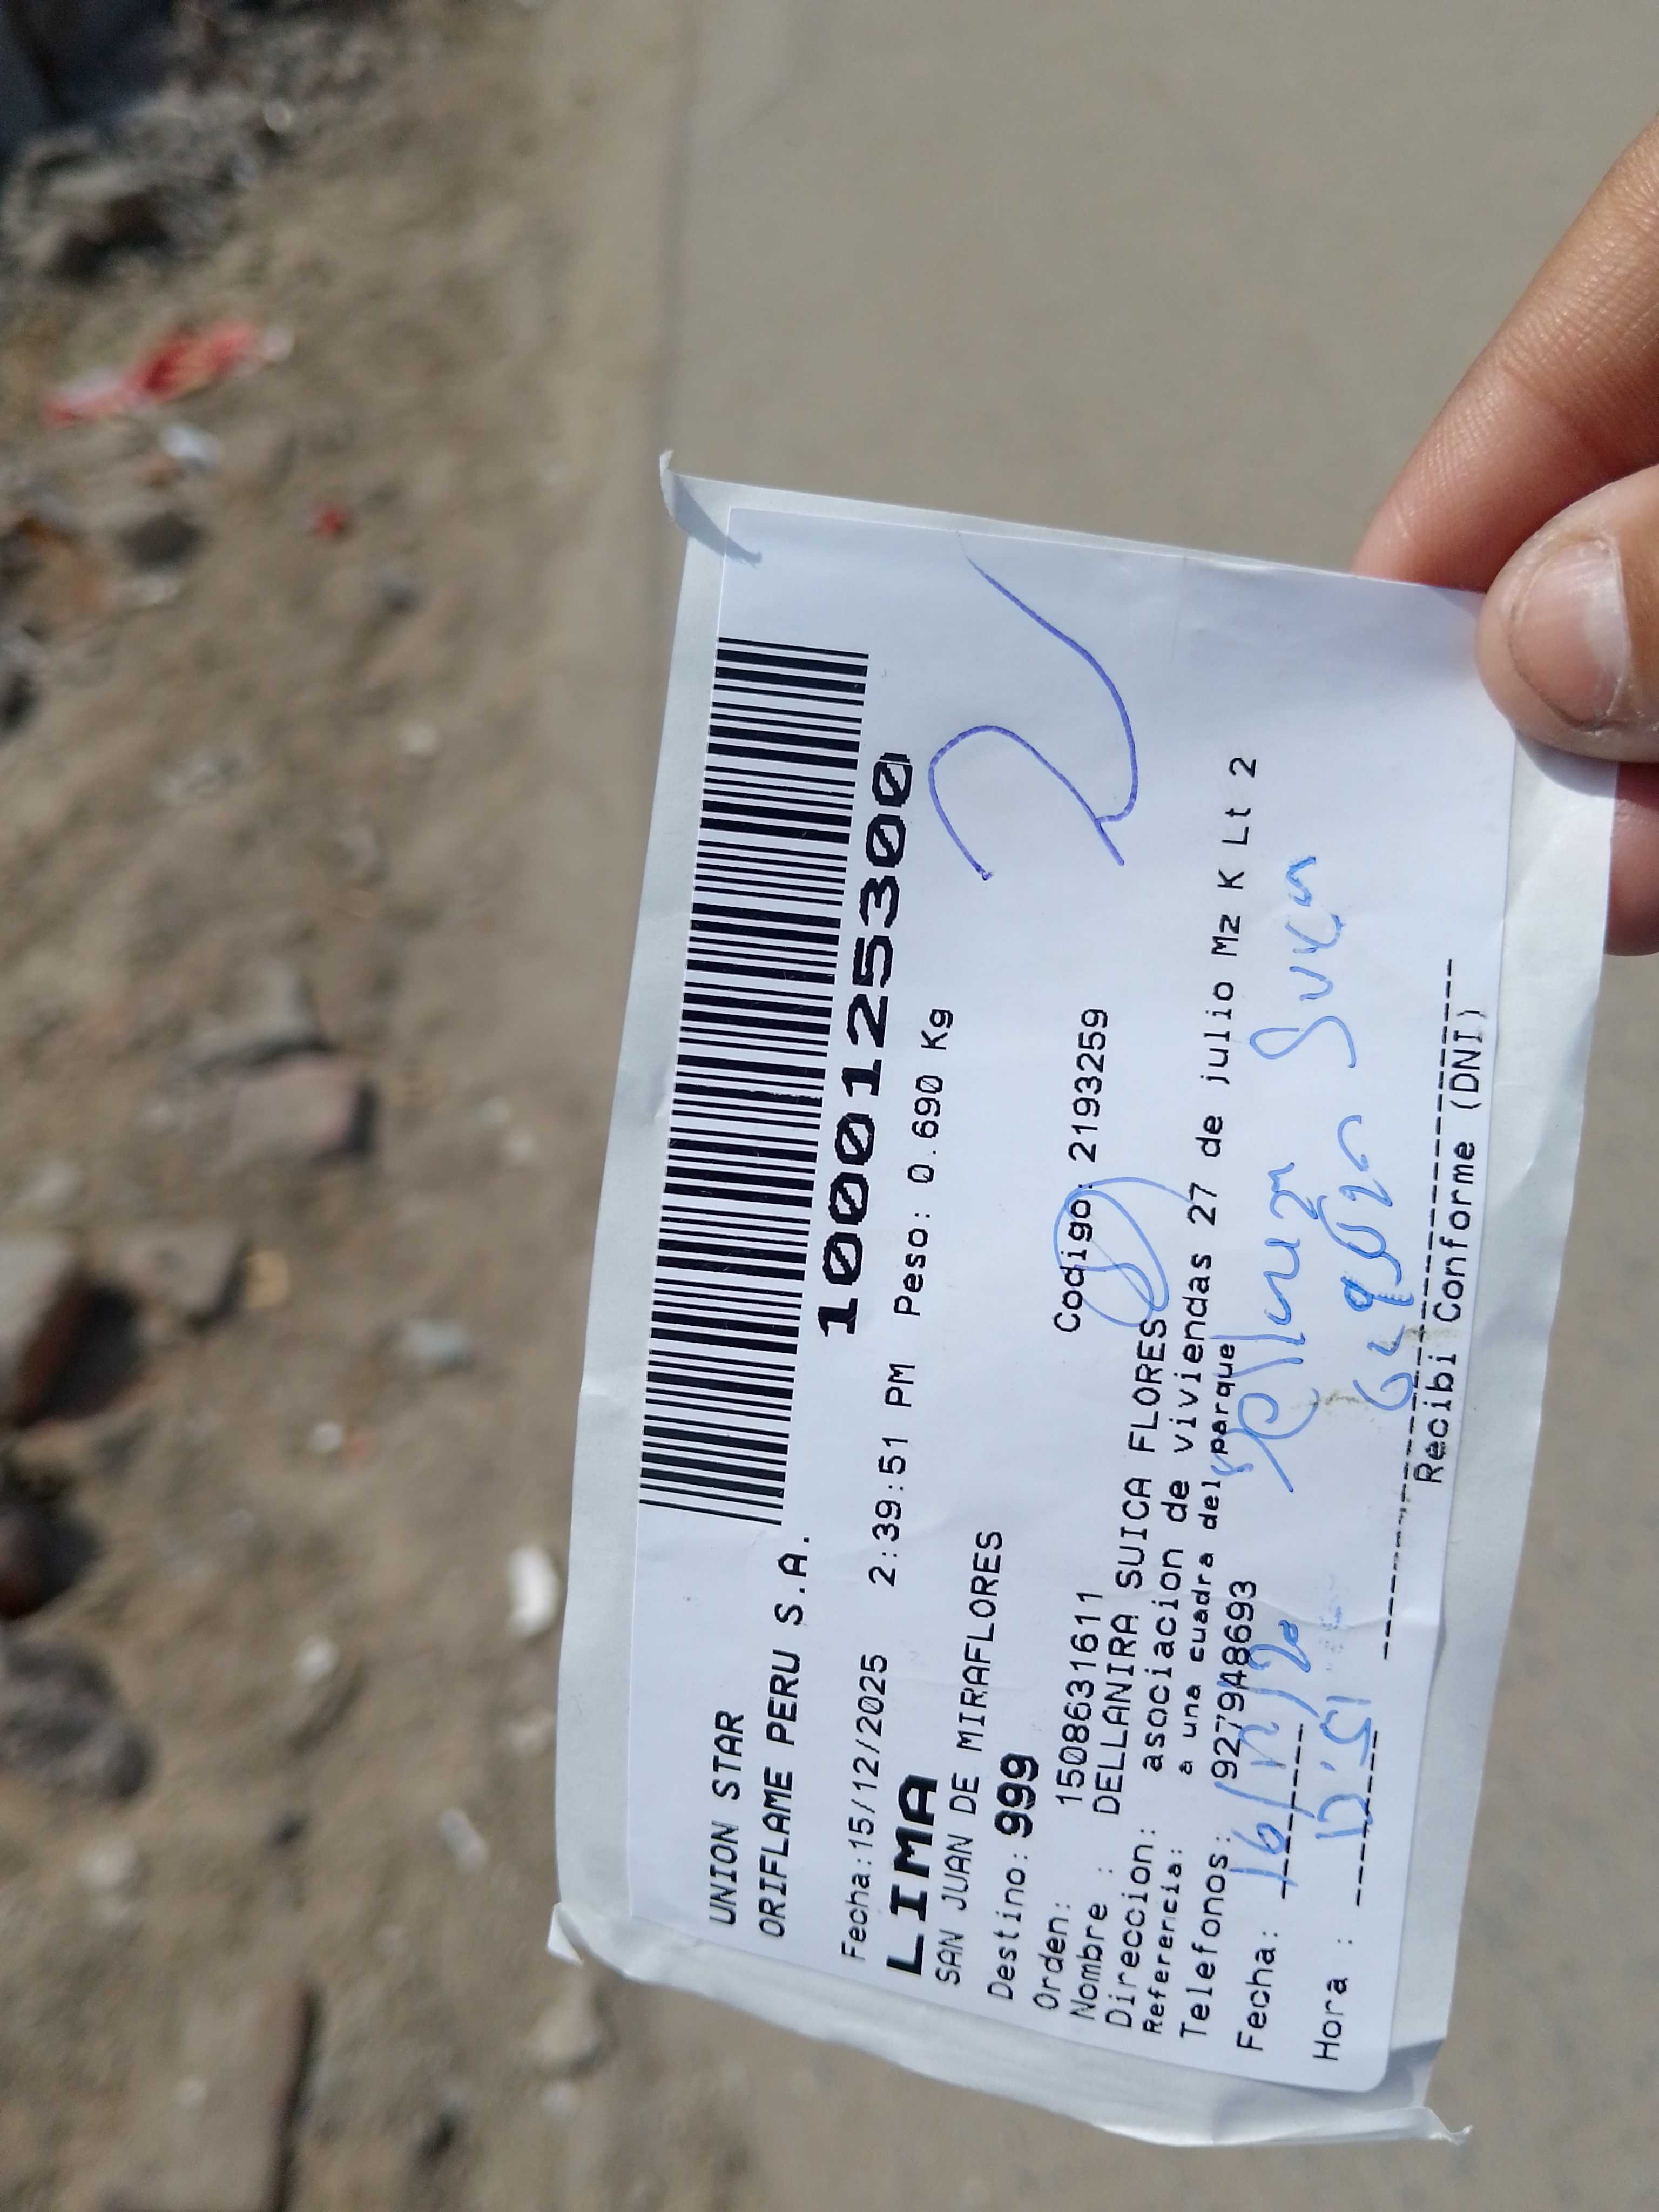 UNION STAR
ORIFLAME PERU S.A.
1000125300
Fecha:15/12/2025 2:39:51 PM Peso: 0.690 Kg
LIMA
SAN JUAN DE MIRAFLORES
Destino: 999
Orden: 1508631611 Codigo: 2193259
Nombre : DELLANIRA SUICA FLORES
Direccion: asociacion de viviendas 27 de julio Mz K Lt 2
Referencia: a una cuadra del parque
Telefonos: 927948693
Fecha: 16/12/20
Hora :
Recibi Conforme (DNI)